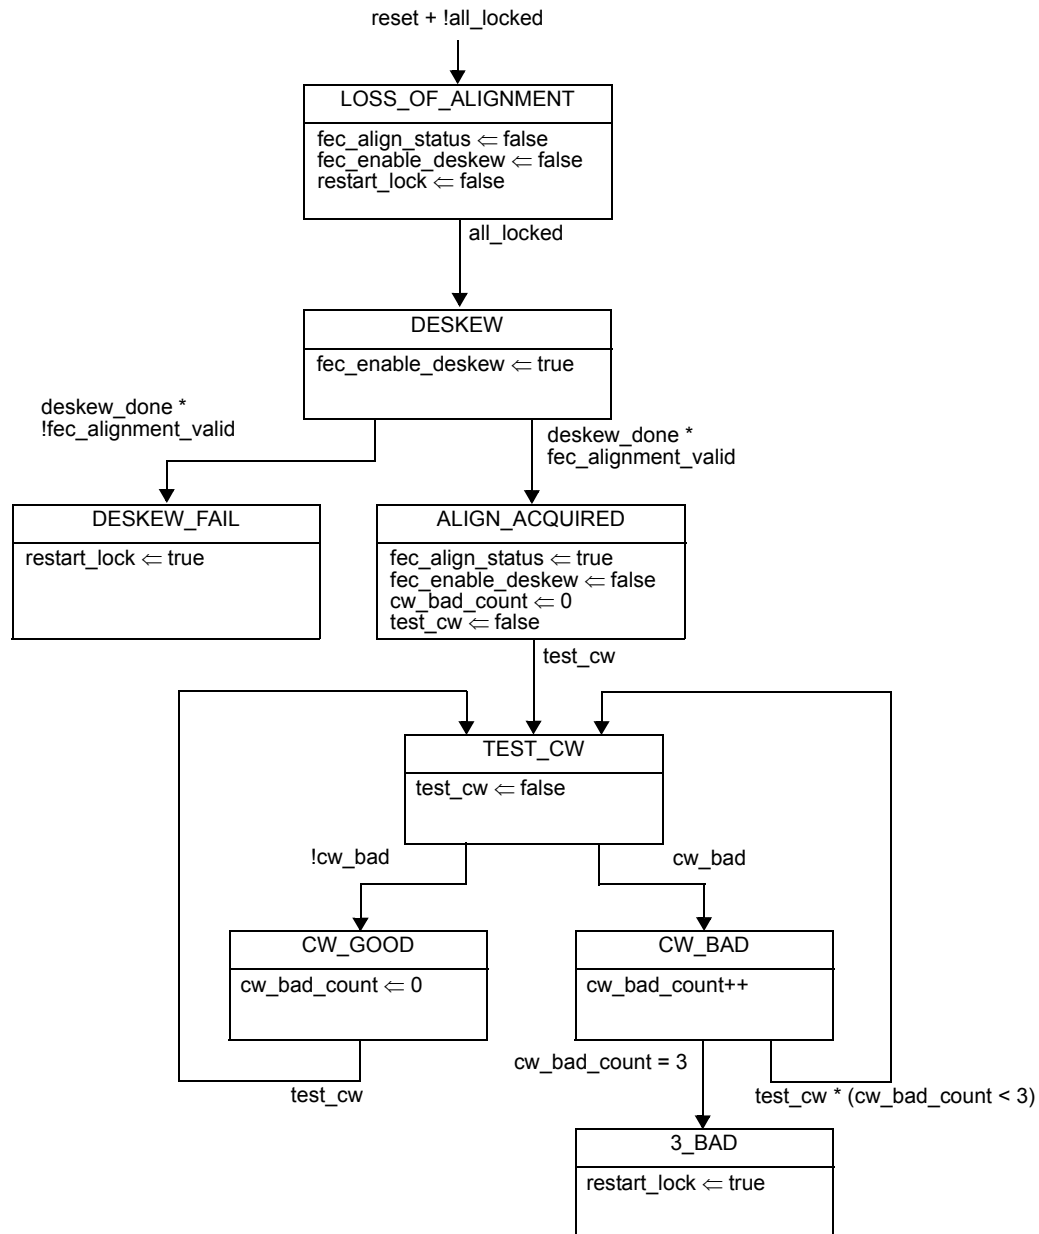 reset + !all_locked
LOSS_OF_ALIGNMENT
fec_align_status ⇐ false
fec_enable_deskew ⇐ false
restart_lock ⇐ false
all_locked
DESKEW
fec_enable_deskew ⇐ true
deskew_done *
!fec_alignment_valid
deskew_done *
fec_alignment_valid
DESKEW_FAIL
restart_lock ⇐ true
ALIGN_ACQUIRED
fec_align_status ⇐ true
fec_enable_deskew ⇐ false
cw_bad_count ⇐ 0
test_cw ⇐ false
test_cw
TEST_CW
test_cw ⇐ false
!cw_bad
cw_bad
CW_GOOD
cw_bad_count ⇐ 0
CW_BAD
cw_bad_count++
test_cw
cw_bad_count = 3
test_cw * (cw_bad_count < 3)
3_BAD
restart_lock ⇐ true